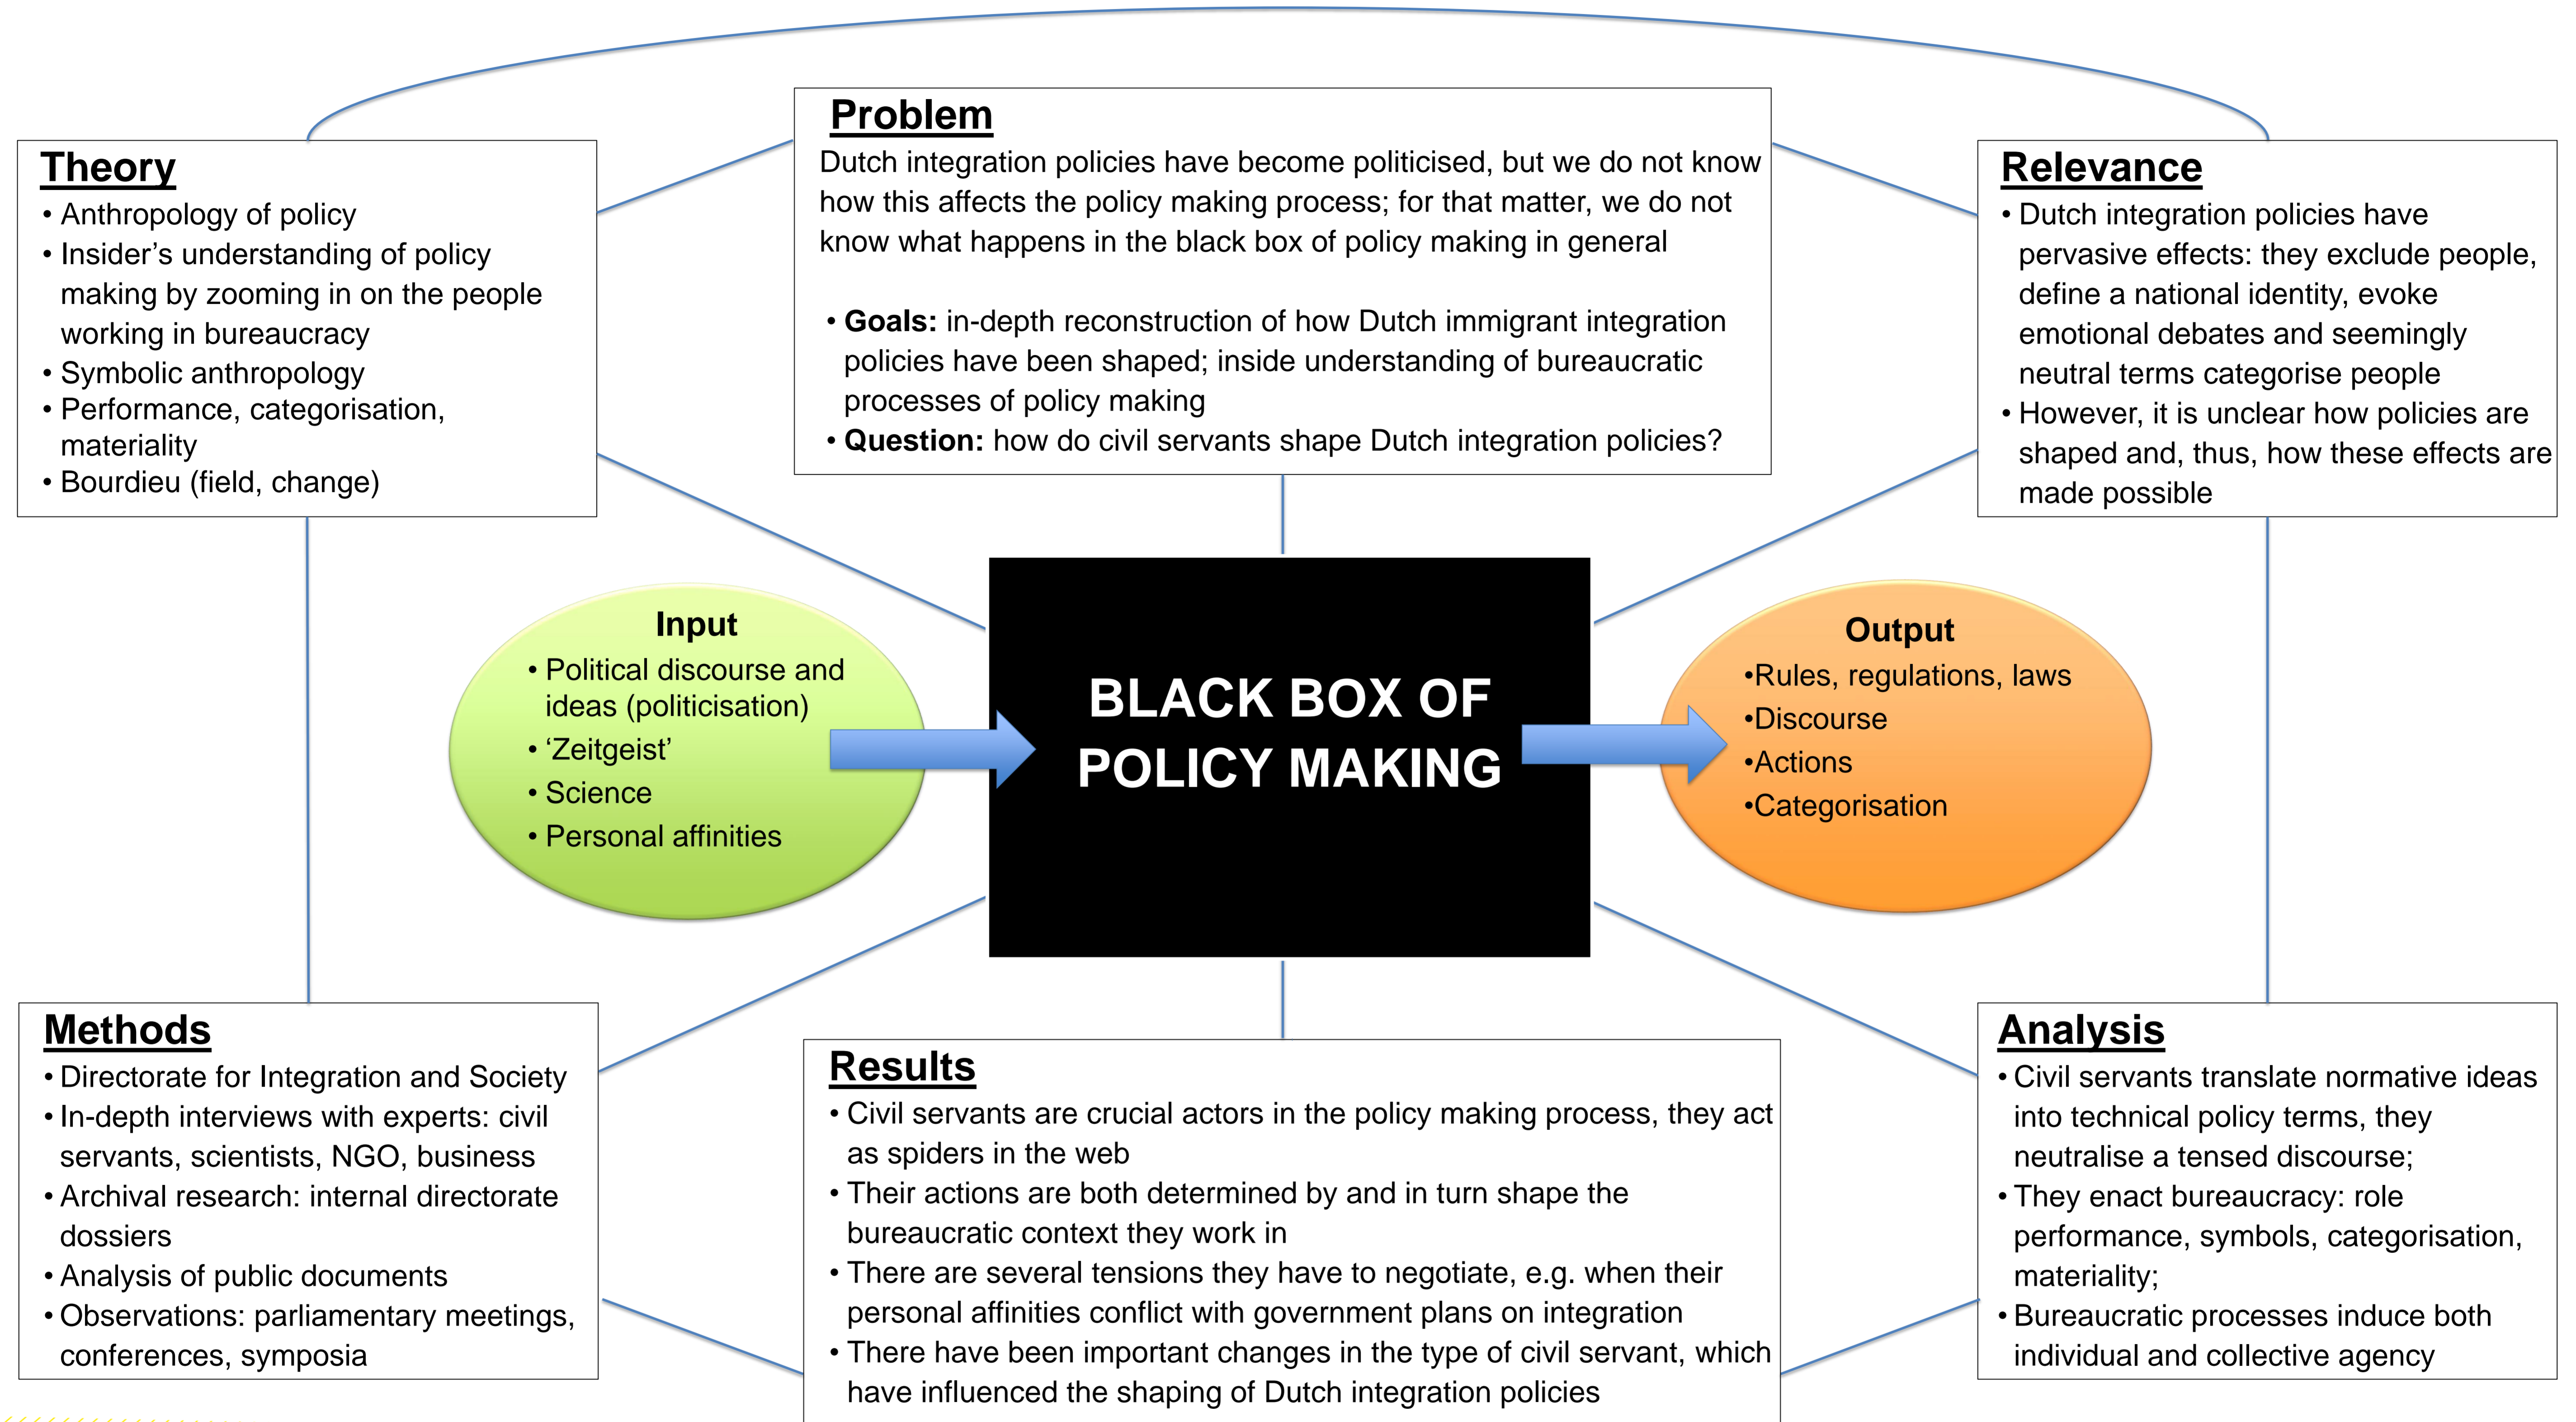 Problem
Dutch integration policies have become politicised, but we do not know
how this affects the policy making process; for that matter, we do not
know what happens in the black box of policy making in general
• Goals: in-depth reconstruction of how Dutch immigrant integration
policies have been shaped; inside understanding of bureaucratic
processes of policy making
• Question: how do civil servants shape Dutch integration policies?
Theory
• Anthropology of policy
• Insider’s understanding of policy
making by zooming in on the people
working in bureaucracy
• Symbolic anthropology
• Performance, categorisation,
materiality
• Bourdieu (field, change)
Relevance
• Dutch integration policies have
pervasive effects: they exclude people,
define a national identity, evoke
emotional debates and seemingly
neutral terms categorise people
• However, it is unclear how policies are
shaped and, thus, how these effects are
made possible
Input
• Political discourse and
ideas (politicisation)
• ‘Zeitgeist’
• Science
• Personal affinities
BLACK BOX OF
POLICY MAKING
Output
•Rules, regulations, laws
•Discourse
•Actions
•Categorisation
Methods
• Directorate for Integration and Society
• In-depth interviews with experts: civil
servants, scientists, NGO, business
• Archival research: internal directorate
dossiers
• Analysis of public documents
• Observations: parliamentary meetings,
conferences, symposia
Results
• Civil servants are crucial actors in the policy making process, they act
as spiders in the web
• Their actions are both determined by and in turn shape the
bureaucratic context they work in
• There are several tensions they have to negotiate, e.g. when their
personal affinities conflict with government plans on integration
• There have been important changes in the type of civil servant, which
have influenced the shaping of Dutch integration policies
Analysis
• Civil servants translate normative ideas
into technical policy terms, they
neutralise a tensed discourse;
• They enact bureaucracy: role
performance, symbols, categorisation,
materiality;
• Bureaucratic processes induce both
individual and collective agency